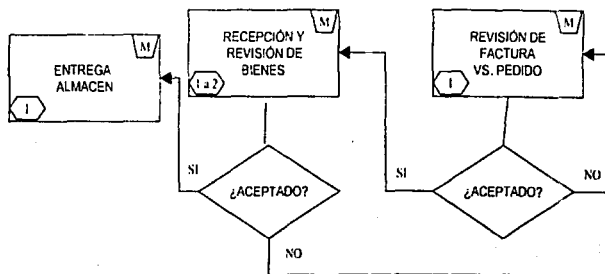 M
ENTREGA
ALMACEN
1
M
RECEPCIÓN Y
REVISIÓN DE
BIENES
1 a 2
M
REVISIÓN DE
FACTURA
VS. PEDIDO
1
SI
¿ACEPTADO?
NO
SI
¿ACEPTADO?
NO